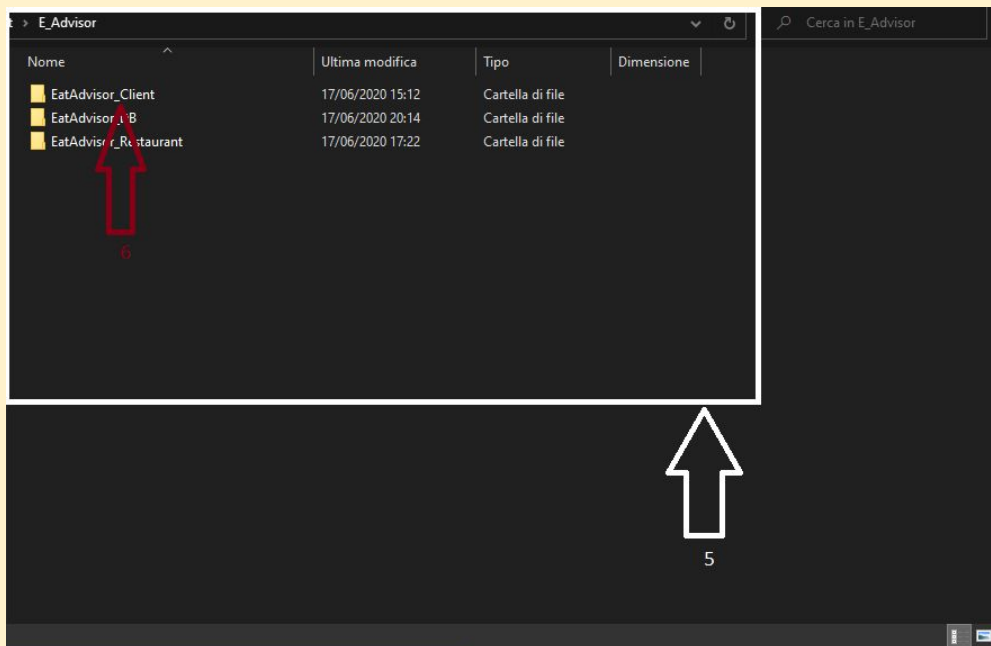 t > E_Advisor
Cerca in E_Advisor
Nome Ultima modifica Tipo Dimensione
EatAdvisor_Client 17/06/2020 15:12 Cartella di file
17/06/2020 20:14 Cartella di file
EatAdvisor_Restaurant 17/06/2020 17:22 Cartella di file
6
5